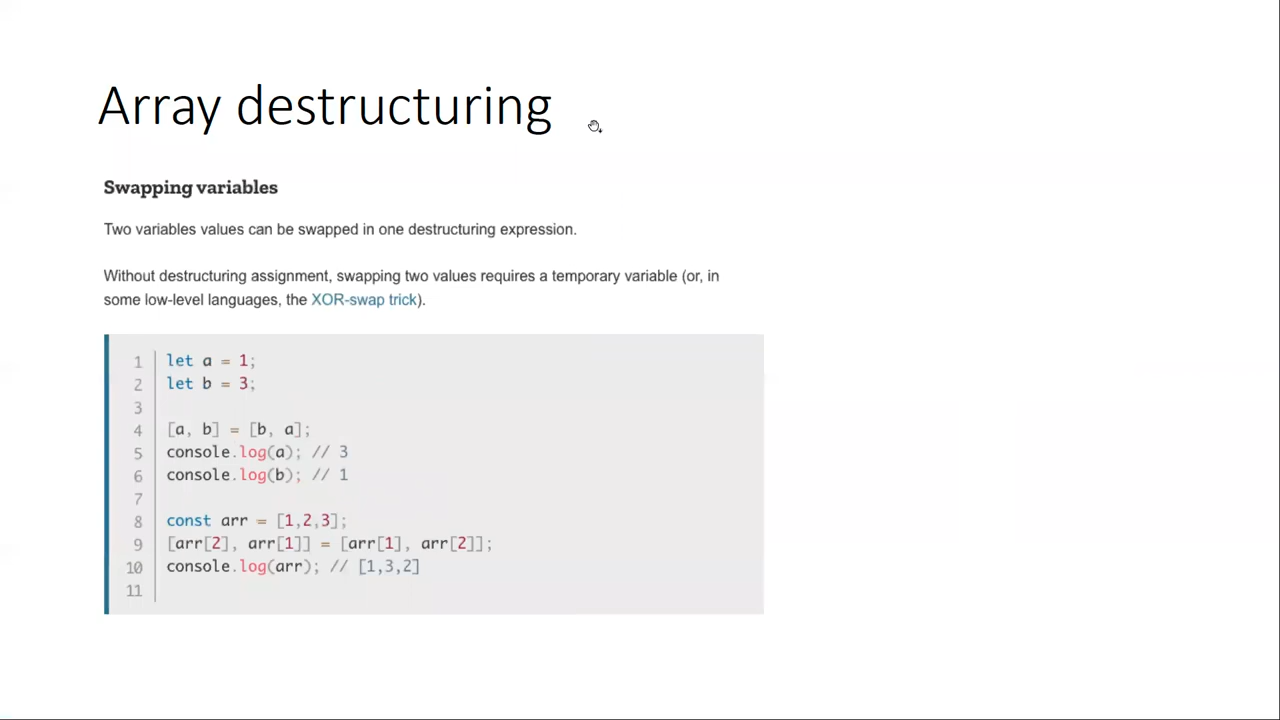 Array destructuring
Swapping variables
Two variables values can be swapped in one destructuring expression.
Without destructuring assignment, swapping two values requires a temporary variable (or, in
some low-level languages, the XOR-swap trick).
1 let a = 1;
2 let b = 3;
3
4 [a, b] = [b, a];
5 console.log(a); // 3
6 console.log(b); // 1
7
8 const arr = [1,2,3];
9 [arr[2], arr[1]] = [arr[1], arr[2]];
10 console.log(arr); // [1,3,2]
11